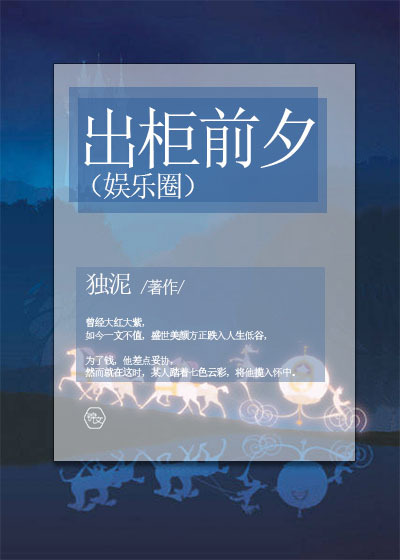 出柜前夕
（娱乐圈）
独泥 /著作/
曾经大红大紫，
如今一文不值，盛世美颜方正跌入人生低谷，
为了钱，他差点妥协，
然而就在这时，某人踏着七色云彩，将他揽入怀中。